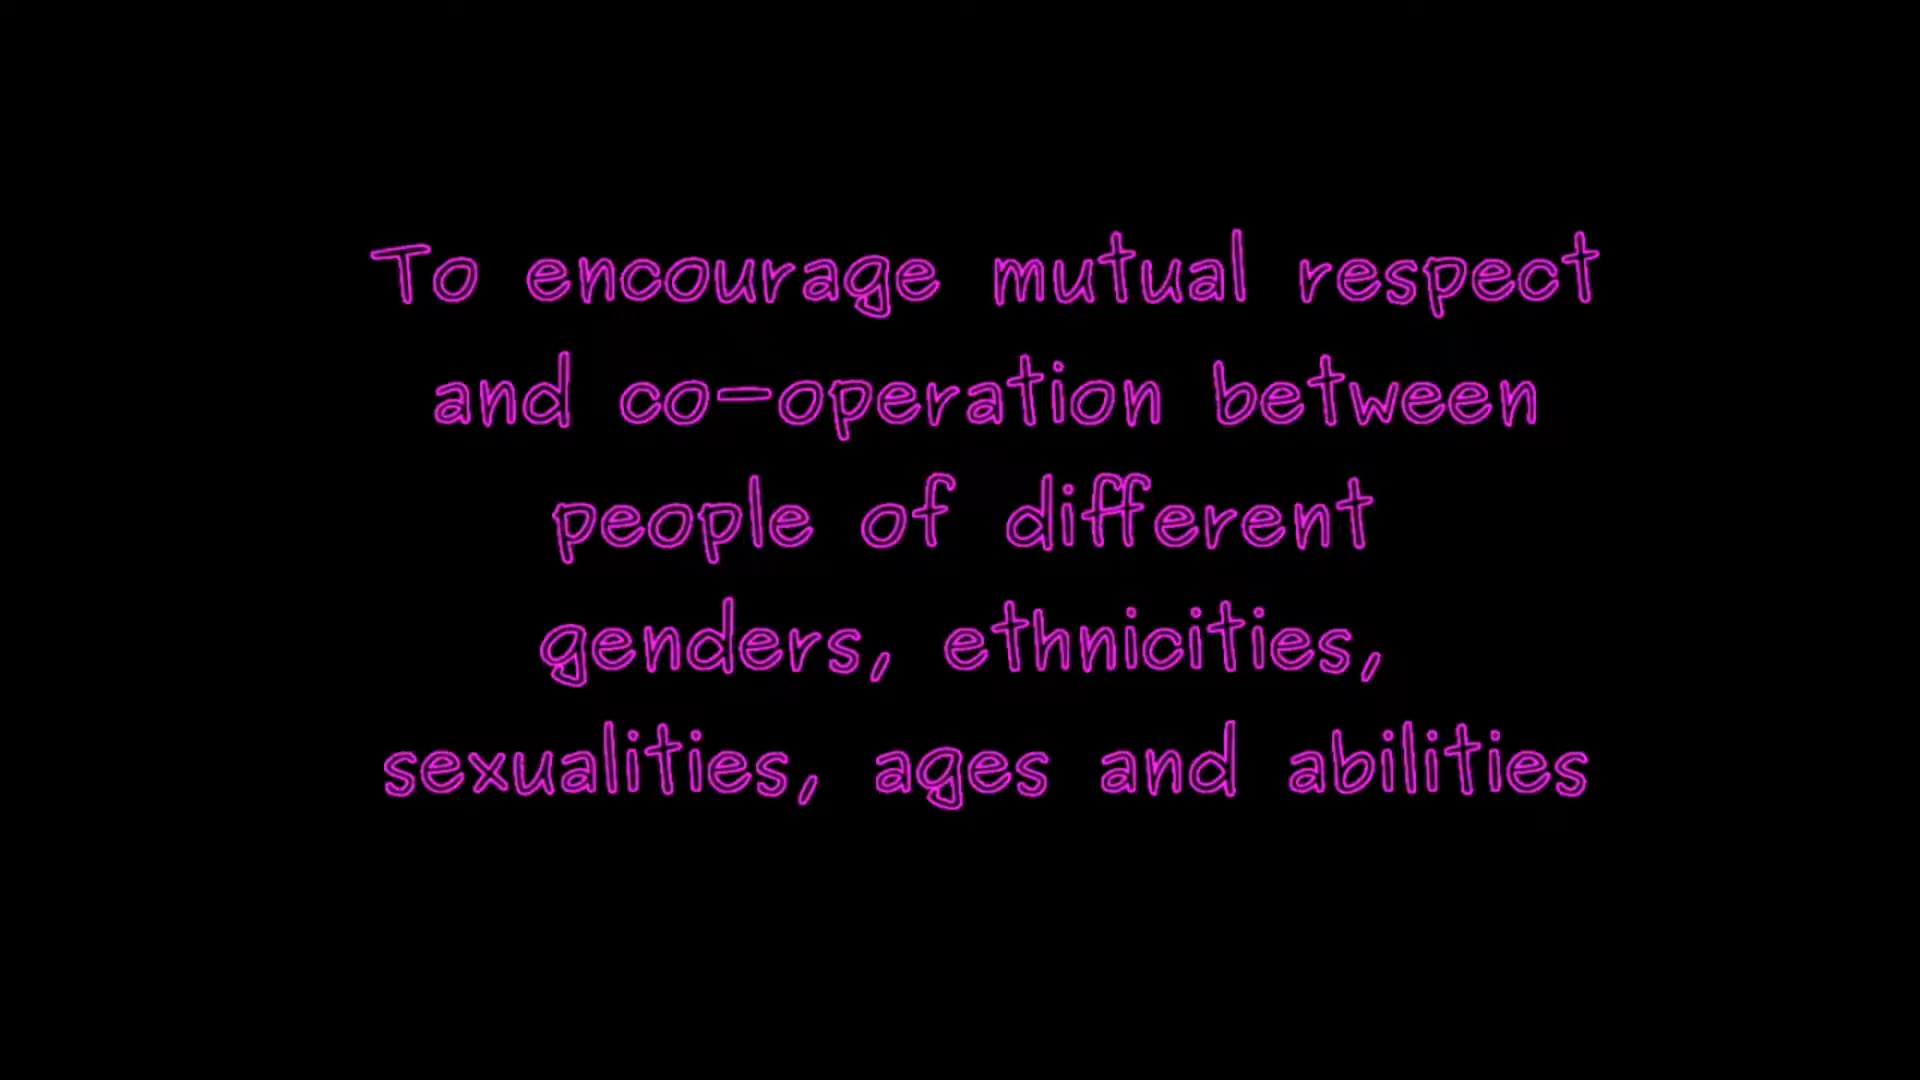 To encourage mutual respect
and co-operation between
people of different
genders, ethnicities,
sexualities, ages and abilities